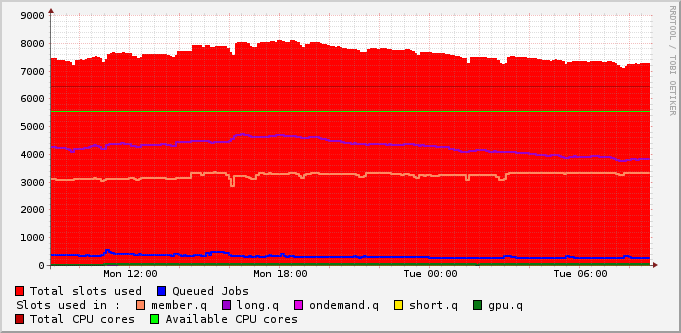 RRDTOOL / TOBI OETIKER
9000
8000
7000
6000
5000
4000
3000
2000
1000
0
Mon 12:00 Mon 18:00 Tue 00:00 Tue 06:00
Total slots used Queued Jobs
Slots used in : member.q long.q ondemand.q short.q gpu.q
Total CPU cores Available CPU cores